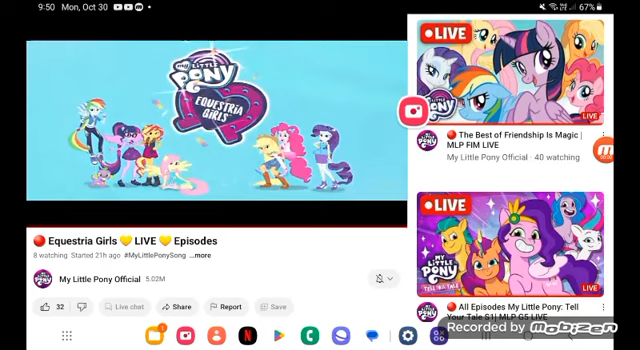 9:50 Mon, Oct 30
67%
my LITTLE
PONY
EQUESTRIA
GIRLS
🔴 Equestria Girls 💛 LIVE 💛 Episodes
8 watching Started 21h ago #MyLittlePonySong ...more
My Little Pony Official 5.02M
32
Live chat
Share
Report
Save
LIVE
LIVE
🔴 The Best of Friendship Is Magic |
MLP FIM LIVE
My Little Pony Official · 40 watching
LIVE
MY LITTLE
PONY
TELL YOUR TALE
LIVE
🔴 All Episodes My Little Pony: Tell
Your Tale S1| MLP G5 LIVE
Recorded by mobizen